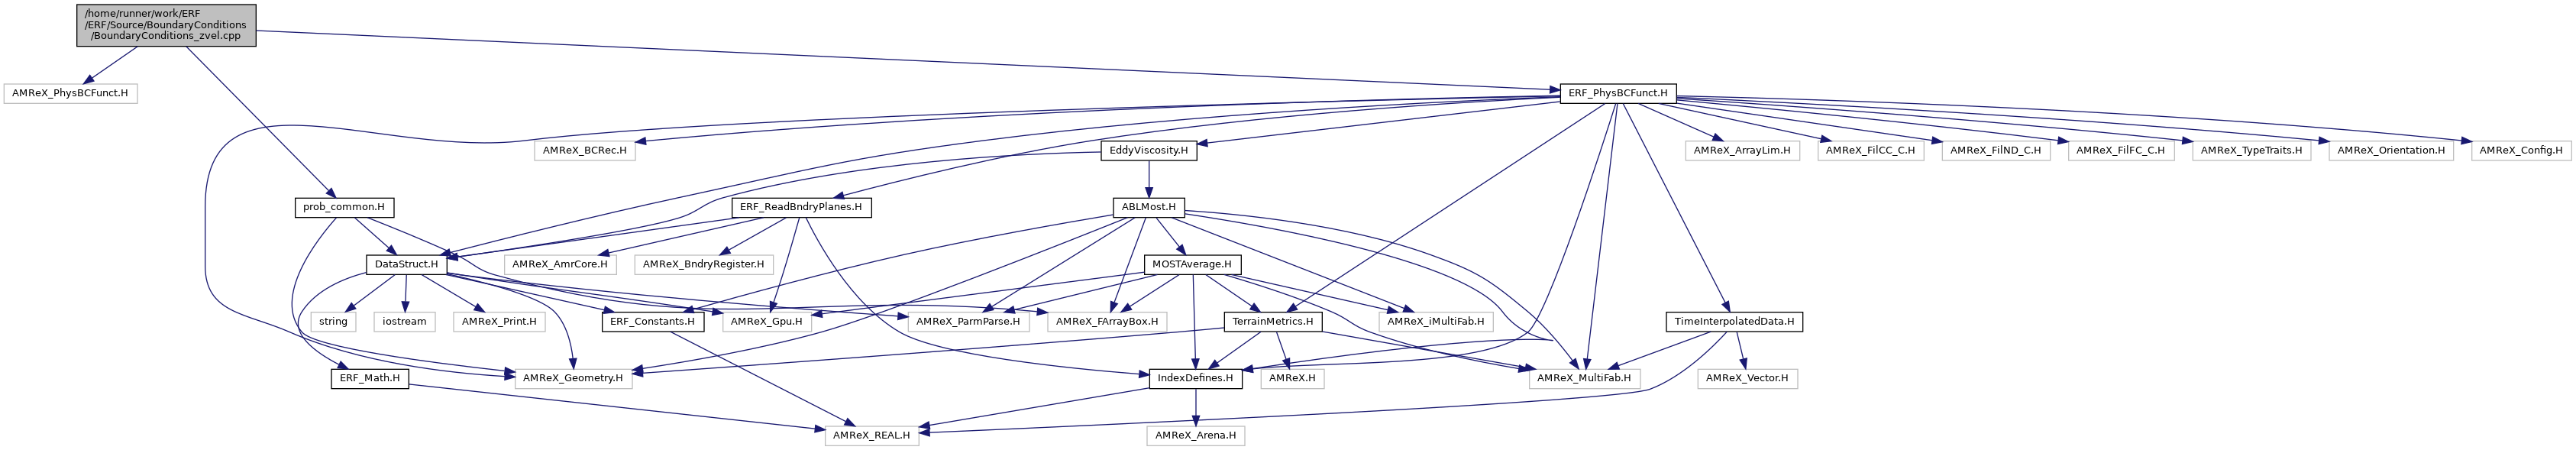 /home/runner/work/ERF
/ERF/Source/BoundaryConditions
/BoundaryConditions_zvel.cpp
AMReX_PhysBCFunct.H
ERF_PhysBCFunct.H
AMReX_BCRec.H
EddyViscosity.H
AMReX_ArrayLim.H
AMReX_FilCC_C.H
AMReX_FilND_C.H
AMReX_FilFC_C.H
AMReX_TypeTraits.H
AMReX_Orientation.H
AMReX_Config.H
prob_common.H
ERF_ReadBndryPlanes.H
ABLMost.H
DataStruct.H
AMReX_AmrCore.H
AMReX_BndryRegister.H
MOSTAverage.H
string
iostream
AMReX_Print.H
ERF_Constants.H
AMReX_Gpu.H
AMReX_ParmParse.H
AMReX_FArrayBox.H
TerrainMetrics.H
AMReX_iMultiFab.H
TimeInterpolatedData.H
ERF_Math.H
AMReX_Geometry.H
IndexDefines.H
AMReX.H
AMReX_MultiFab.H
AMReX_Vector.H
AMReX_REAL.H
AMReX_Arena.H